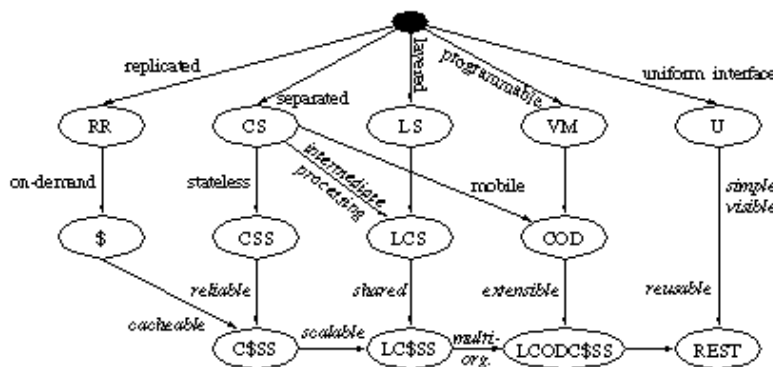 layered
programmable
replicated
separated
uniform interface
RR
CS
LS
VM
U
on-demand
stateless
intermediate
processing
mobile
simple
visible
$
CSS
LCS
COD
reliable
shared
extensible
reusable
cacheable
scalable
multi-
org.
C$SS
LC$SS
LCODC$SS
REST